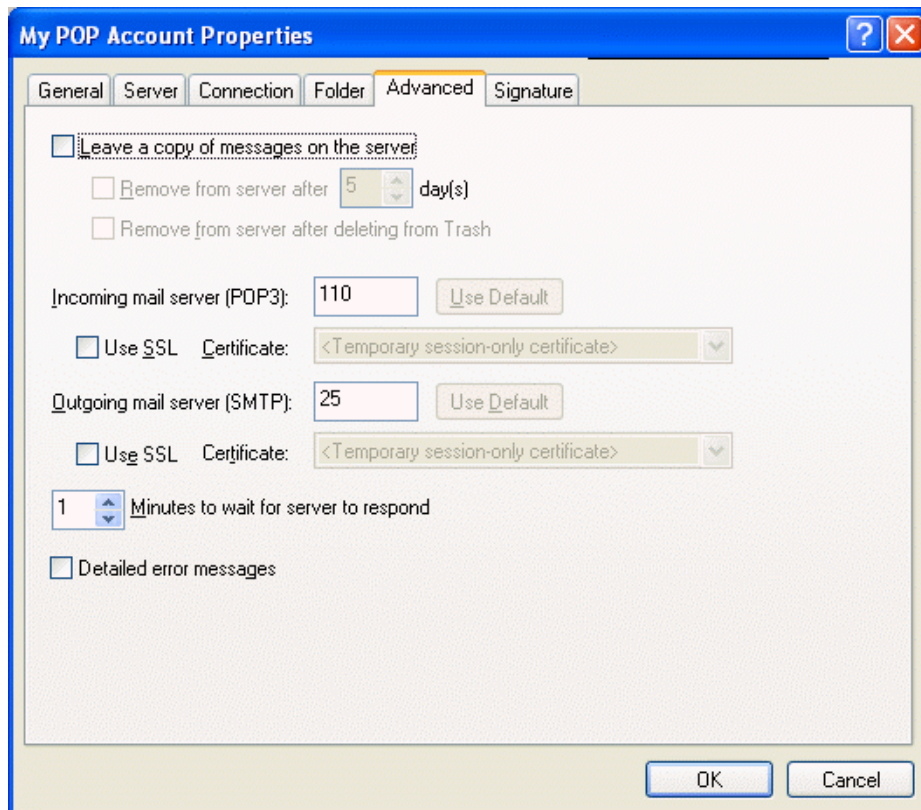 My POP Account Properties
General Server Connection Folder Advanced Signature
Leave a copy of messages on the server
Remove from server after 5 day(s)
Remove from server after deleting from Trash
Incoming mail server (POP3): 110 Use Default
Use SSL Certificate: <Temporary session-only certificate>
Outgoing mail server (SMTP): 25 Use Default
Use SSL Certificate: <Temporary session-only certificate>
1 Minutes to wait for server to respond
Detailed error messages
OK Cancel